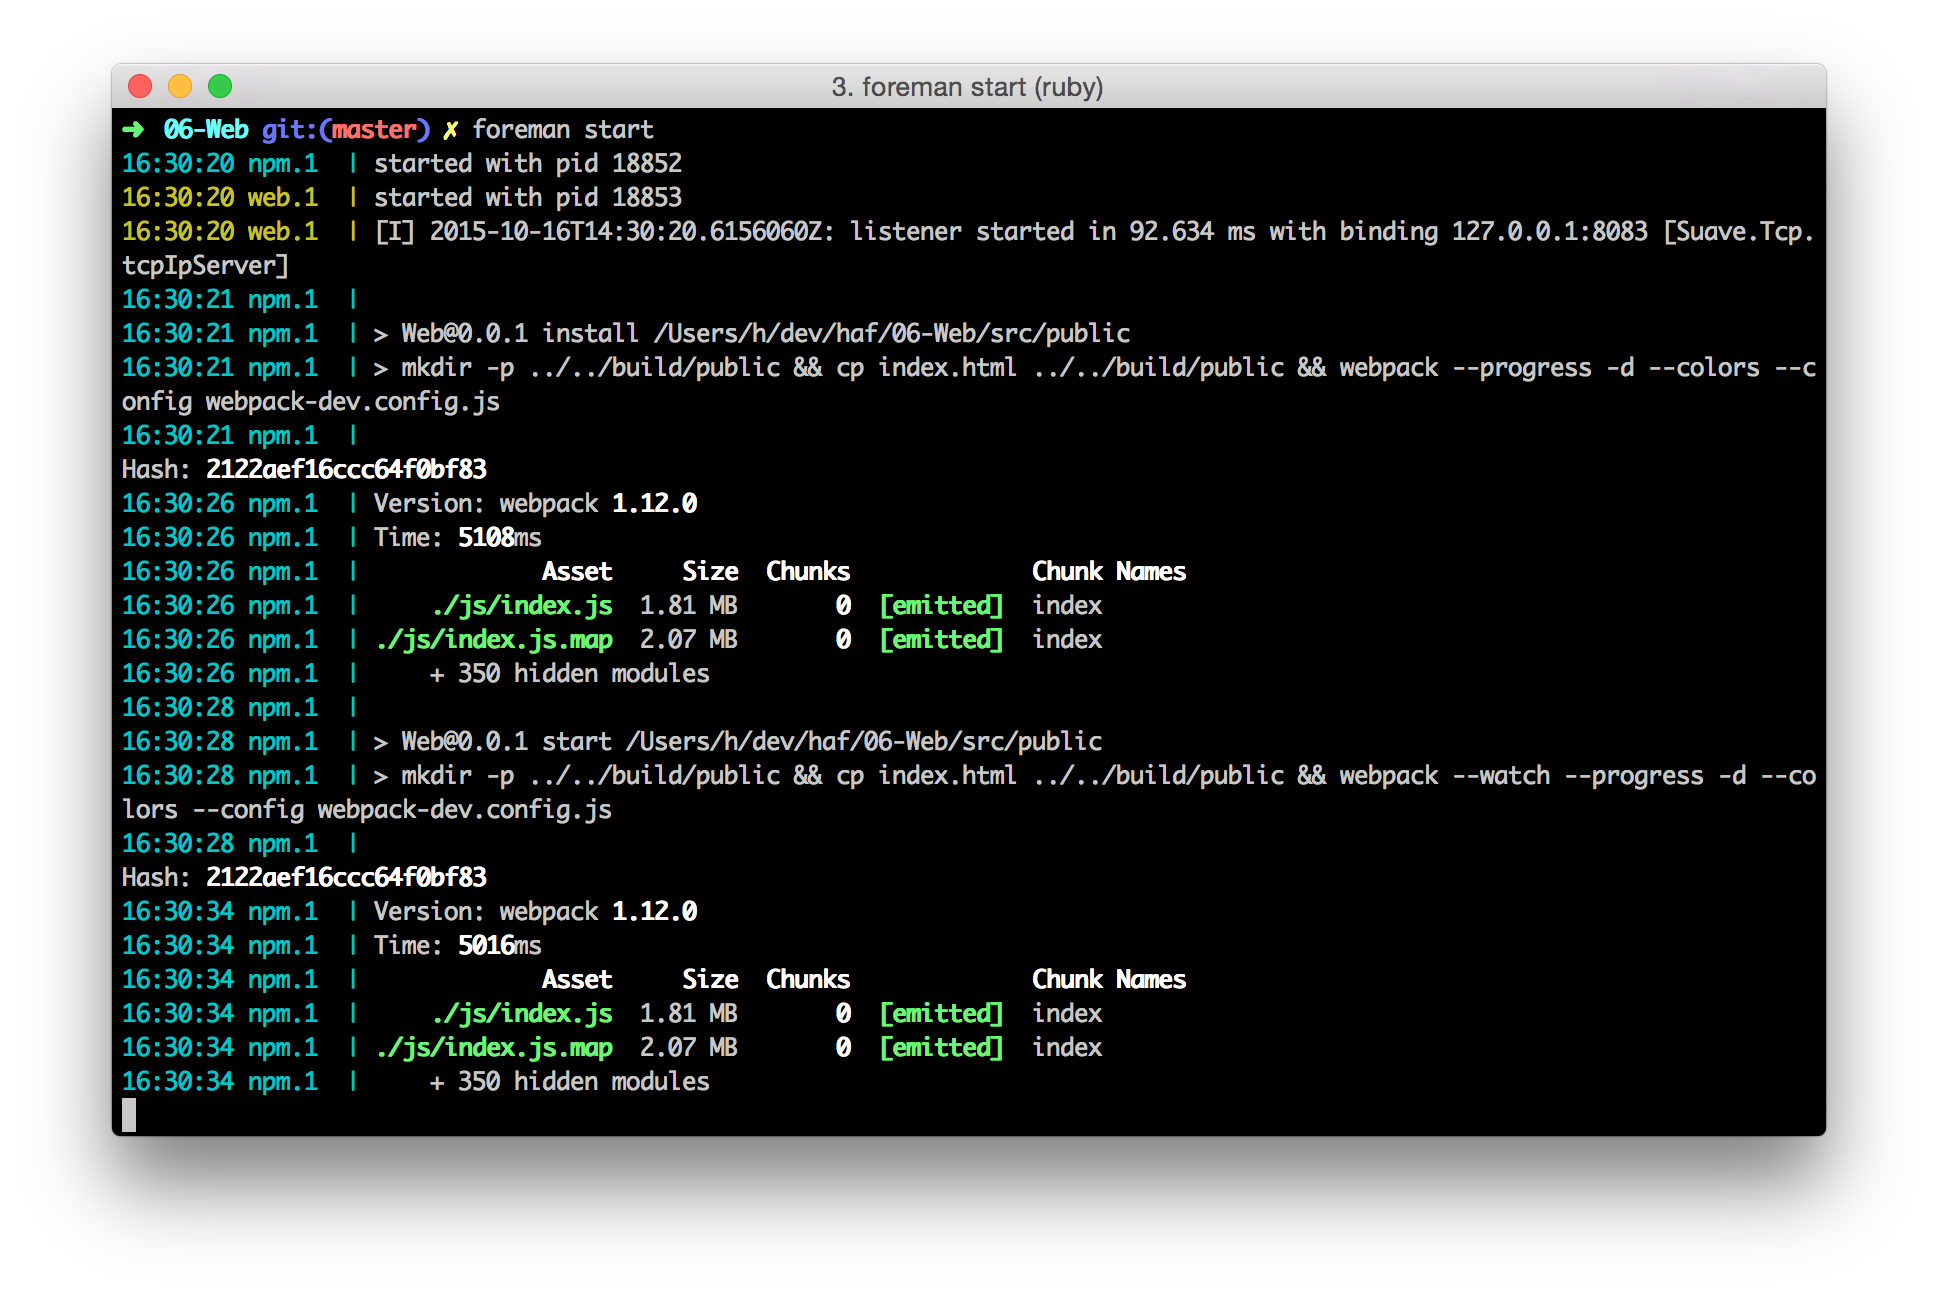 3. foreman start (ruby)
➜  06-Web git:(master) ✗ foreman start
16:30:20 npm.1  | started with pid 18852
16:30:20 web.1  | started with pid 18853
16:30:20 web.1  | [I] 2015-10-16T14:30:20.6156060Z: listener started in 92.634 ms with binding 127.0.0.1:8083 [Suave.Tcp.
tcpIpServer]
16:30:21 npm.1  |
16:30:21 npm.1  | > Web@0.0.1 install /Users/h/dev/haf/06-Web/src/public
16:30:21 npm.1  | > mkdir -p ../../build/public && cp index.html ../../build/public && webpack --progress -d --colors --c
onfig webpack-dev.config.js
16:30:21 npm.1  |
Hash: 2122aef16ccc64f0bf83
16:30:26 npm.1  | Version: webpack 1.12.0
16:30:26 npm.1  | Time: 5108ms
16:30:26 npm.1  |             Asset     Size  Chunks             Chunk Names
16:30:26 npm.1  |     ./js/index.js  1.81 MB       0  [emitted]  index
16:30:26 npm.1  | ./js/index.js.map  2.07 MB       0  [emitted]  index
16:30:26 npm.1  |     + 350 hidden modules
16:30:28 npm.1  |
16:30:28 npm.1  | > Web@0.0.1 start /Users/h/dev/haf/06-Web/src/public
16:30:28 npm.1  | > mkdir -p ../../build/public && cp index.html ../../build/public && webpack --watch --progress -d --co
lors --config webpack-dev.config.js
16:30:28 npm.1  |
Hash: 2122aef16ccc64f0bf83
16:30:34 npm.1  | Version: webpack 1.12.0
16:30:34 npm.1  | Time: 5016ms
16:30:34 npm.1  |             Asset     Size  Chunks             Chunk Names
16:30:34 npm.1  |     ./js/index.js  1.81 MB       0  [emitted]  index
16:30:34 npm.1  | ./js/index.js.map  2.07 MB       0  [emitted]  index
16:30:34 npm.1  |     + 350 hidden modules